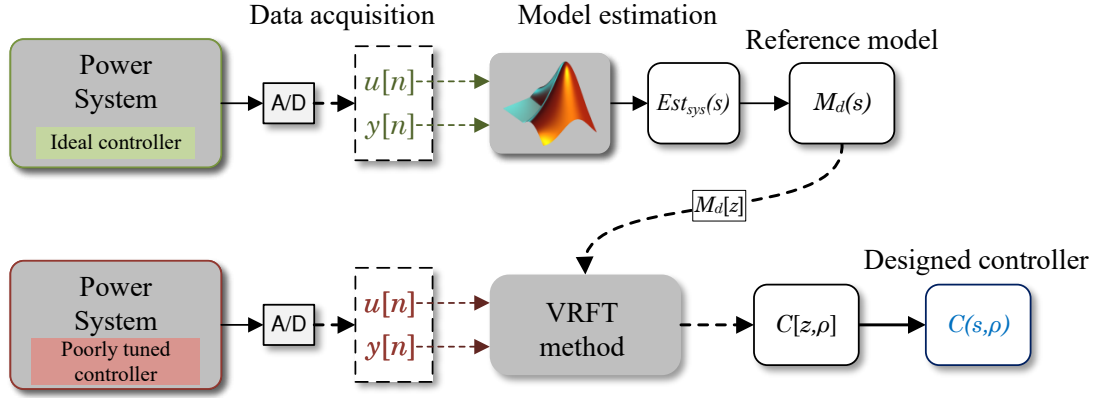 Data acquisition
Model estimation
Reference model
Power
System
Ideal controller
A/D
u[n]
y[n]
Est_sys(s)
M_d(s)
M_d[z]
Designed controller
Power
System
Poorly tuned
controller
A/D
u[n]
y[n]
VRFT
method
C[z,ρ]
C(s,ρ)